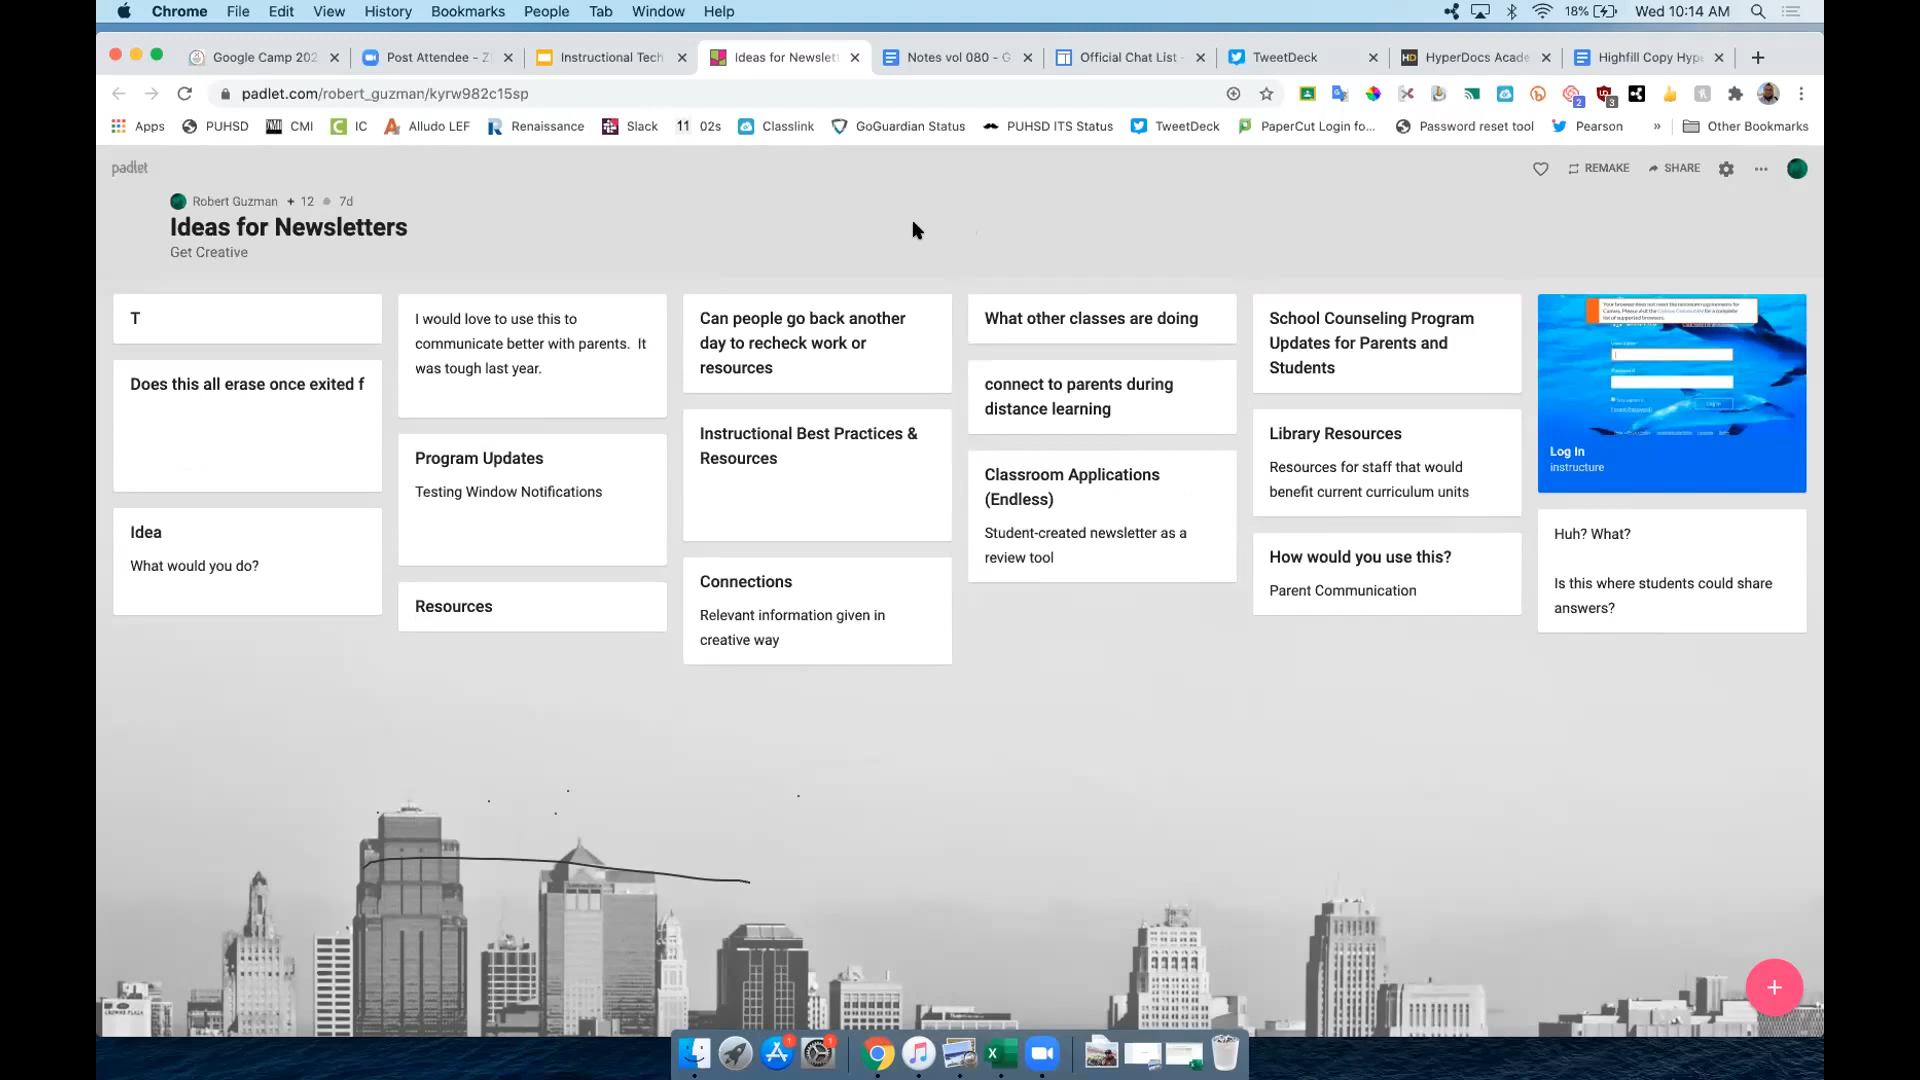 Chrome File Edit View History Bookmarks People Tab Window Help
18% Wed 10:14 AM
Google Camp 202
Post Attendee - Z
Instructional Tech
Ideas for Newslett
Notes vol 080 - G
Official Chat List -
TweetDeck
HyperDocs Acade
Highfill Copy Hype
padlet.com/robert_guzman/kyrw982c15sp
2
3
Apps PUHSD CMI IC Alludo LEF Renaissance Slack 11 02s Classlink GoGuardian Status PUHSD ITS Status TweetDeck PaperCut Login fo... Password reset tool Pearson » Other Bookmarks
padlet
REMAKE SHARE
Robert Guzman + 12 7d
Ideas for Newsletters
Get Creative
T
Does this all erase once exited f
Idea
What would you do?
I would love to use this to
communicate better with parents. It
was tough last year.
Program Updates
Testing Window Notifications
Resources
Can people go back another
day to recheck work or
resources
Instructional Best Practices &
Resources
Connections
Relevant information given in
creative way
What other classes are doing
connect to parents during
distance learning
Classroom Applications
(Endless)
Student-created newsletter as a
review tool
School Counseling Program
Updates for Parents and
Students
Library Resources
Resources for staff that would
benefit current curriculum units
How would you use this?
Parent Communication
Log In
Log In
instructure
Huh? What?
Is this where students could share
answers?
1
1